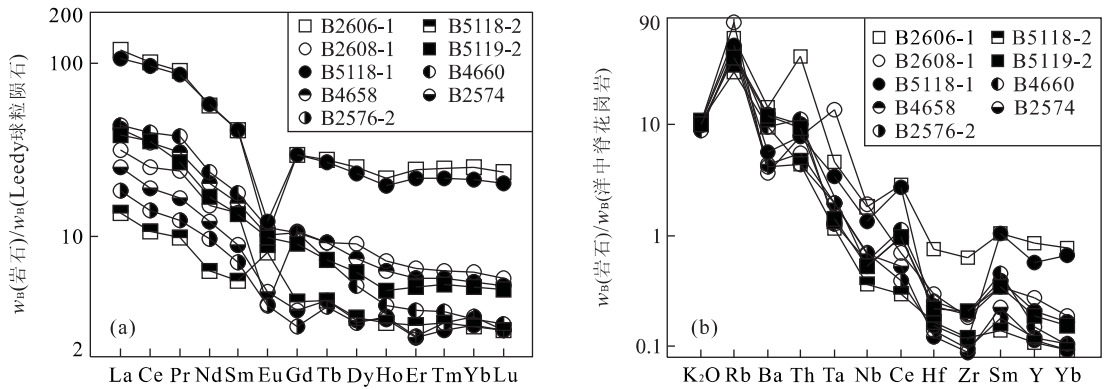 200
100
10
2
w_B(岩石)/w_B(Leedy球粒陨石)
B2606-1
B5118-2
B2608-1
B5119-2
B5118-1
B4660
B4658
B2574
B2576-2
(a)
La Ce Pr Nd Sm Eu Gd Tb Dy Ho Er Tm Yb Lu
90
10
1
0.1
w_B(岩石)/w_B(洋中脊花岗岩)
B2606-1
B5118-2
B2608-1
B5119-2
B5118-1
B4660
B4658
B2574
B2576-2
(b)
K₂O Rb Ba Th Ta Nb Ce Hf Zr Sm Y Yb